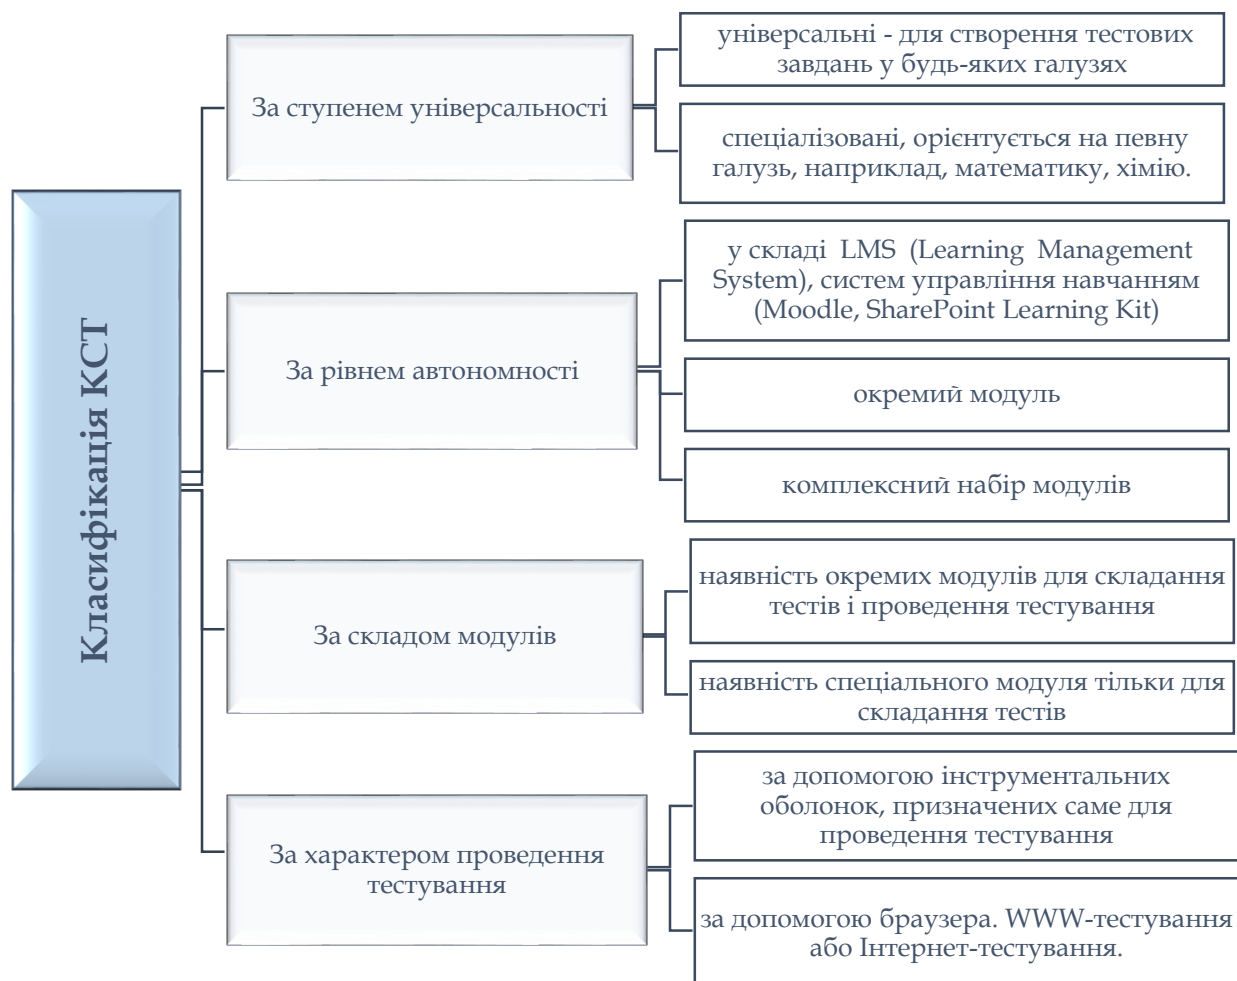 Класифікація КСТ
За ступенем універсальності
універсальні - для створення тестових
завдань у будь-яких галузях
спеціалізовані, орієнтується на певну
галузь, наприклад, математику, хімію.
За рівнем автономності
у складі LMS (Learning Management
System), систем управління навчанням
(Moodle, SharePoint Learning Kit)
окремий модуль
комплексний набір модулів
За складом модулів
наявність окремих модулів для складання
тестів і проведення тестування
наявність спеціального модуля тільки для
складання тестів
За характером проведення
тестування
за допомогою інструментальних
оболонок, призначених саме для
проведення тестування
за допомогою браузера. WWW-тестування
або Інтернет-тестування.